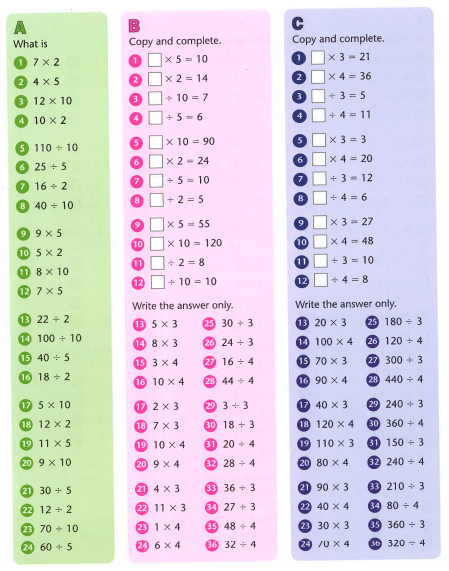 A
What is
1 7 × 2
2 4 × 5
3 12 × 10
4 10 × 2
5 110 ÷ 10
6 25 ÷ 5
7 16 ÷ 2
8 40 ÷ 10
9 9 × 5
10 5 × 2
11 8 × 10
12 7 × 5
13 22 ÷ 2
14 100 ÷ 10
15 40 ÷ 5
16 18 ÷ 2
17 5 × 10
18 12 × 2
19 11 × 5
20 9 × 10
21 30 ÷ 5
22 12 ÷ 2
23 70 ÷ 10
24 60 ÷ 5
B
Copy and complete.
1 □ × 5 = 10
2 □ × 2 = 14
3 □ ÷ 10 = 7
4 □ ÷ 5 = 6
5 □ × 10 = 90
6 □ × 2 = 24
7 □ ÷ 5 = 10
8 □ ÷ 2 = 5
9 □ × 5 = 55
10 □ × 10 = 120
11 □ ÷ 2 = 8
12 □ ÷ 10 = 10
Write the answer only.
13 5 × 3 25 30 ÷ 3
14 8 × 3 26 24 ÷ 3
15 3 × 4 27 16 ÷ 4
16 10 × 4 28 44 ÷ 4
17 2 × 3 29 3 ÷ 3
18 7 × 3 30 18 ÷ 3
19 10 × 4 31 20 ÷ 4
20 9 × 4 32 28 ÷ 4
21 4 × 3 33 36 ÷ 3
22 11 × 3 34 27 ÷ 3
23 1 × 4 35 48 ÷ 4
24 6 × 4 36 32 ÷ 4
C
Copy and complete.
1 □ × 3 = 21
2 □ × 4 = 36
3 □ ÷ 3 = 5
4 □ ÷ 4 = 11
5 □ × 3 = 3
6 □ × 4 = 20
7 □ ÷ 3 = 12
8 □ ÷ 4 = 6
9 □ × 3 = 27
10 □ × 4 = 48
11 □ ÷ 3 = 10
12 □ ÷ 4 = 8
Write the answer only.
13 20 × 3 25 180 ÷ 3
14 100 × 4 26 120 ÷ 4
15 70 × 3 27 300 ÷ 3
16 90 × 4 28 440 ÷ 4
17 40 × 3 29 240 ÷ 3
18 120 × 4 30 360 ÷ 4
19 110 × 3 31 150 ÷ 3
20 80 × 4 32 240 ÷ 4
21 90 × 3 33 210 ÷ 3
22 40 × 4 34 80 ÷ 4
23 30 × 3 35 360 ÷ 3
24 70 × 4 36 320 ÷ 4